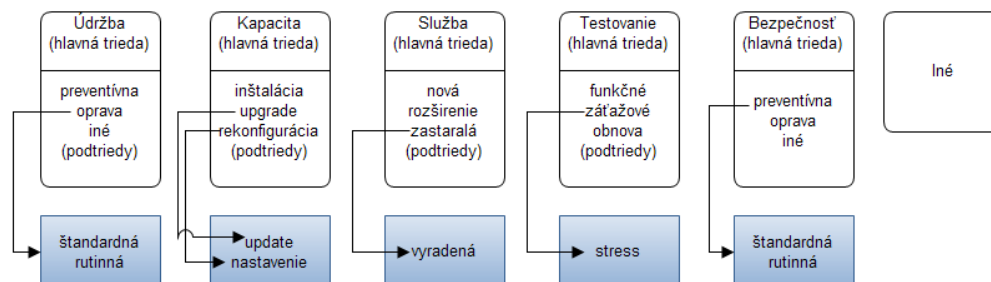 Údržba
(hlavná trieda)
preventívna
oprava
iné
(podtriedy)
štandardná
rutinná
Kapacita
(hlavná trieda)
inštalácia
upgrade
rekonfigurácia
(podtriedy)
update
nastavenie
Služba
(hlavná trieda)
nová
rozšírenie
zastaralá
(podtriedy)
vyradená
Testovanie
(hlavná trieda)
funkčné
záťažové
obnova
(podtriedy)
stress
Bezpečnosť
(hlavná trieda)
preventívna
oprava
iné
štandardná
rutinná
Iné